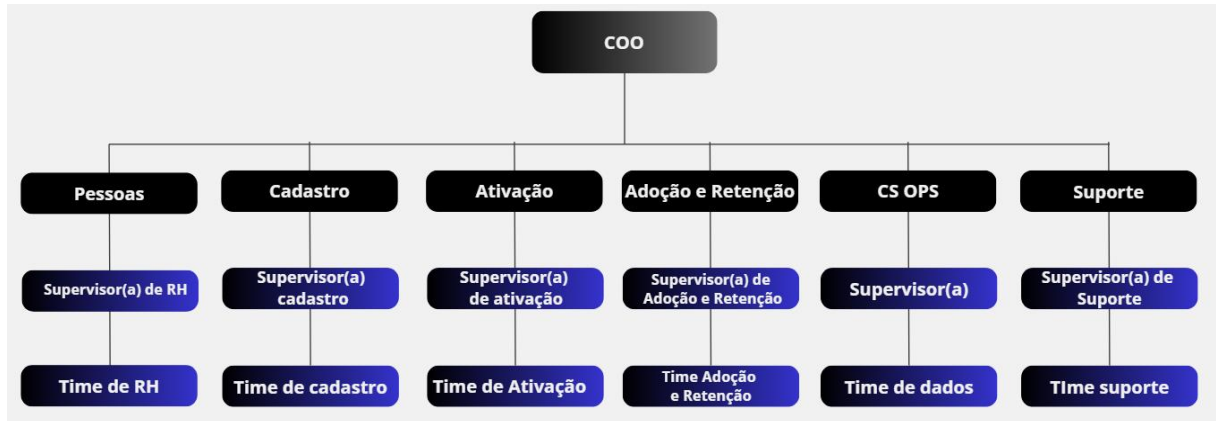 COO
Pessoas
Cadastro
Ativação
Adoção e Retenção
CS OPS
Suporte
Supervisor(a) de RH
Supervisor(a)
cadastro
Supervisor(a)
de ativação
Supervisor(a) de
Adoção e Retenção
Supervisor(a)
Supervisor(a) de
Suporte
Time de RH
Time de cadastro
Time de Ativação
Time Adoção
e Retenção
Time de dados
TIme suporte